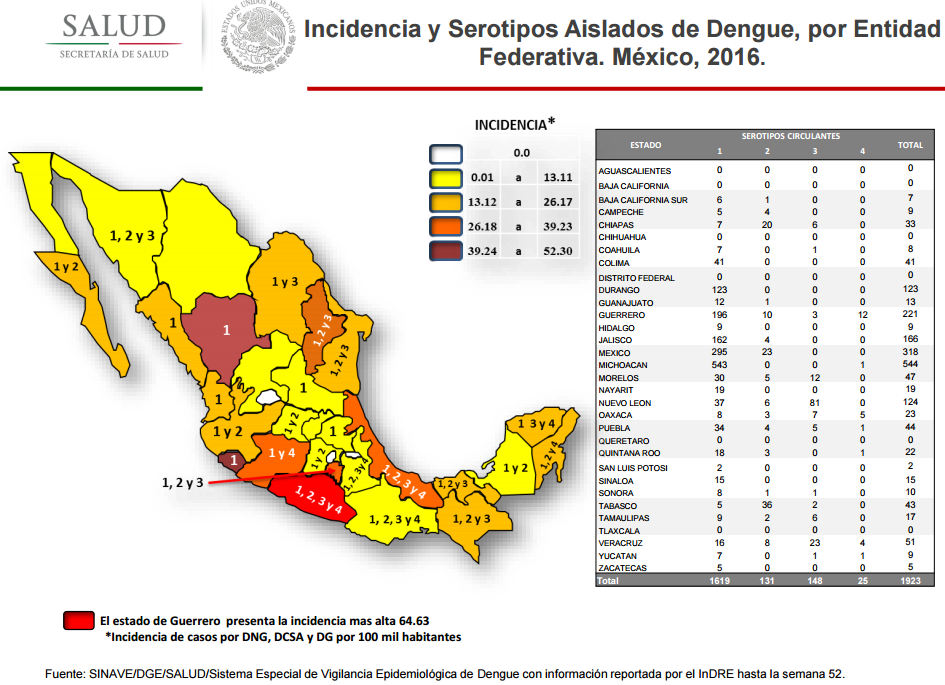 SALUD
SECRETARÍA DE SALUD
ESTADOS UNIDOS MEXICANOS
Incidencia y Serotipos Aislados de Dengue, por Entidad
Federativa. México, 2016.
INCIDENCIA*
0.0
0.01 a 13.11
13.12 a 26.17
26.18 a 39.23
39.24 a 52.30
1, 2 y 3
1 y 2
1 y 3
1
1
1, 2 y 3
1, 2 y 3
1
1
1 y 2
1 y 2
1
1
1 y 4
1 y 2
1, 2, 3 y 4
1, 2 y 3
1, 2, 3 y 4
1, 2, 3 y 4
1, 2, 3 y 4
1, 2 y 3
1, 2 y 3
1 y 2
1 3 y 4
1, 2 y 4
ESTADO SEROTIPOS CIRCULANTES TOTAL
1 2 3 4
AGUASCALIENTES 0 0 0 0 0
BAJA CALIFORNIA 0 0 0 0 0
BAJA CALIFORNIA SUR 6 1 0 0 7
CAMPECHE 5 4 0 0 9
CHIAPAS 7 20 6 0 33
CHIHUAHUA 0 0 0 0 0
COAHUILA 7 0 1 0 8
COLIMA 41 0 0 0 41
DISTRITO FEDERAL 0 0 0 0 0
DURANGO 123 0 0 0 123
GUANAJUATO 12 1 0 0 13
GUERRERO 196 10 3 12 221
HIDALGO 9 0 0 0 9
JALISCO 162 4 0 0 166
MEXICO 295 23 0 0 318
MICHOACAN 543 0 0 1 544
MORELOS 30 5 12 0 47
NAYARIT 19 0 0 0 19
NUEVO LEON 37 6 81 0 124
OAXACA 8 3 7 5 23
PUEBLA 34 4 5 1 44
QUERETARO 0 0 0 0 0
QUINTANA ROO 18 3 0 1 22
SAN LUIS POTOSI 2 0 0 0 2
SINALOA 15 0 0 0 15
SONORA 8 1 1 0 10
TABASCO 5 36 2 0 43
TAMAULIPAS 9 2 6 0 17
TLAXCALA 0 0 0 0 0
VERACRUZ 16 8 23 4 51
YUCATAN 7 0 1 1 9
ZACATECAS 5 0 0 0 5
Total 1619 131 148 25 1923
El estado de Guerrero presenta la incidencia mas alta 64.63
*Incidencia de casos por DNG, DCSA y DG por 100 mil habitantes
Fuente: SINAVE/DGE/SALUD/Sistema Especial de Vigilancia Epidemiológica de Dengue con información reportada por el InDRE hasta la semana 52.